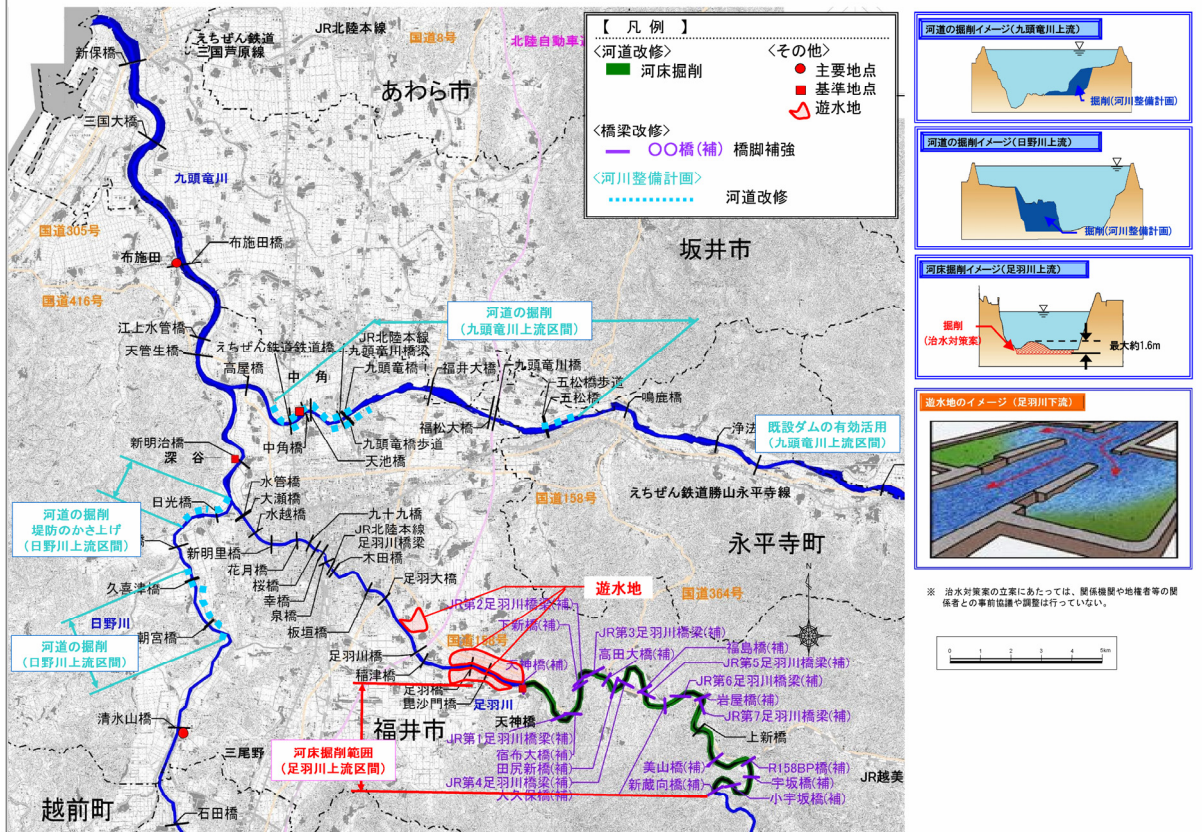 JR北陸本線
えちぜん鉄道
三国芦原線
国道8号
北陸自動車道
新保橋
あわら市
三国大橋
九頭竜川
国道305号
布施田橋
布施田
国道416号
坂井市
江上水管橋
天管生橋
高屋橋
えちぜん鉄道鉄道橋
中角
JR北陸本線
九頭竜川橋梁
九頭竜橋
福井大橋
九頭竜川橋
五松橋歩道
五松橋
鳴鹿橋
河道の掘削
(九頭竜川上流区間)
中角橋
天池橋
九頭竜橋歩道
福松大橋
浄法
既設ダムの有効活用
(九頭竜川上流区間)
新明治橋
深谷
えちぜん鉄道勝山永平寺線
国道158号
水管橋
大瀬橋
水越橋
日光橋
河道の掘削
堤防のかさ上げ
(日野川上流区間)
橋
新明里橋
花月橋
桜橋
幸橋
泉橋
九十九橋
JR北陸本線
足羽川橋梁
木田橋
板垣橋
足羽大橋
永平寺町
国道364号
久喜津橋
日野川
朝宮橋
河道の掘削
(日野川上流区間)
遊水地
国道158号
足羽川橋
稲津橋
足羽橋
毘沙門橋
足羽川
天神橋
JR第2足羽川橋梁(補)
下新橋(補)
天神橋(補)
JR第3足羽川橋梁(補)
高田大橋(補)
福島橋(補)
JR第5足羽川橋梁(補)
JR第6足羽川橋梁(補)
岩屋橋(補)
JR第7足羽川橋梁(補)
上新橋
JR第1足羽川橋梁(補)
宿布大橋(補)
田尻新橋(補)
JR第4足羽川橋梁(補)
大久保橋(補)
美山橋(補)
新蔵向橋(補)
R158BP橋(補)
宇坂橋(補)
小宇坂橋(補)
JR越美
清水山橋
福井市
三尾野
河床掘削範囲
(足羽川上流区間)
越前町
石田橋
N
【 凡 例 】
<河道改修>
河床掘削
<その他>
主要地点
基準地点
遊水地
<橋梁改修>
〇〇橋(補) 橋脚補強
<河川整備計画>
河道改修
河道の掘削イメージ(九頭竜川上流)
掘削(河川整備計画)
河道の掘削イメージ(日野川上流)
掘削(河川整備計画)
河床掘削イメージ(足羽川上流)
掘削
(治水対策案)
最大約1.6m
遊水地のイメージ(足羽川下流)
※ 治水対策案の立案にあたっては、関係機関や地権者等の関
係者との事前協議や調整は行っていない。
0 1 2 3 4 5km